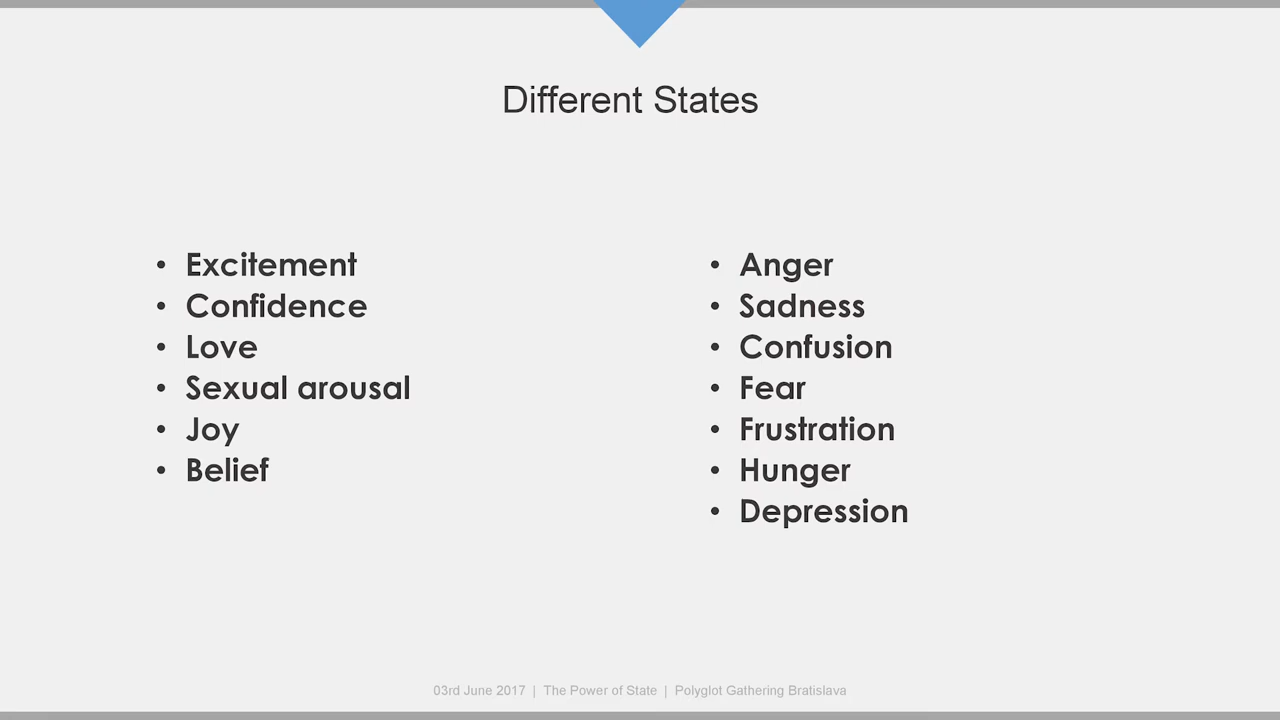 Different States
• Excitement
• Confidence
• Love
• Sexual arousal
• Joy
• Belief
• Anger
• Sadness
• Confusion
• Fear
• Frustration
• Hunger
• Depression
03rd June 2017 | The Power of State | Polyglot Gathering Bratislava